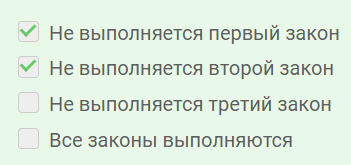 Не выполняется первый закон
Не выполняется второй закон
Не выполняется третий закон
Все законы выполняются